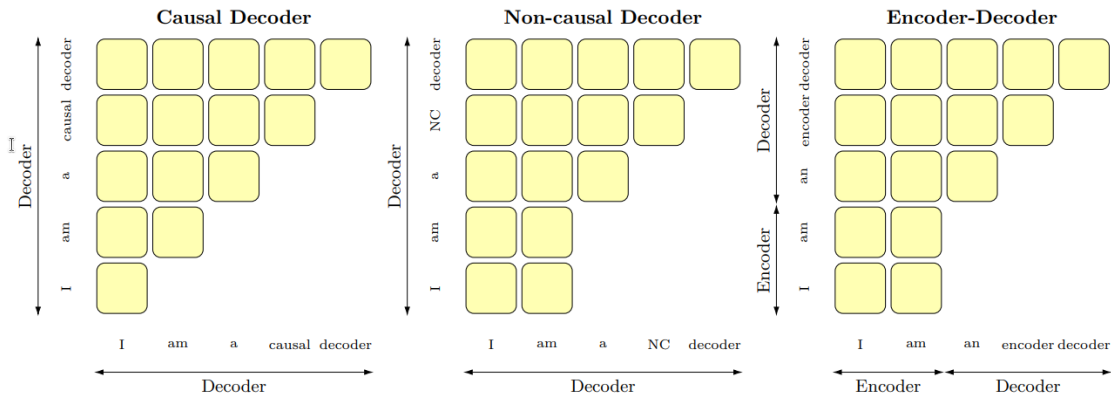 Causal Decoder
Decoder
decoder
causal
a
am
I
I am a causal decoder
Decoder
Non-causal Decoder
Decoder
decoder
NC
a
am
I
I am a NC decoder
Decoder
Encoder-Decoder
Decoder
Encoder
decoder
encoder
an
am
I
I am an encoder decoder
Encoder Decoder